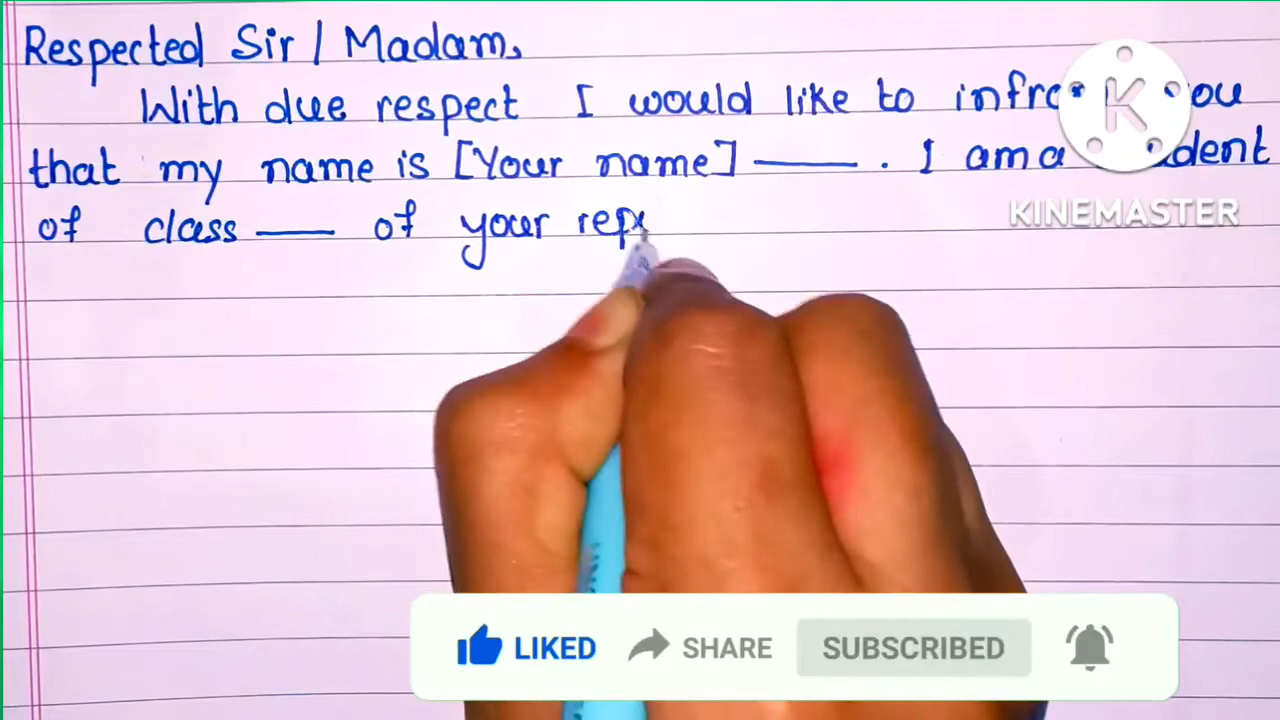 Respected Sir / Madam,
With due respect I would like to
that my name is [Your name] ——. I am a
of class —— of your
KINEMASTER
LIKED SHARE SUBSCRIBED